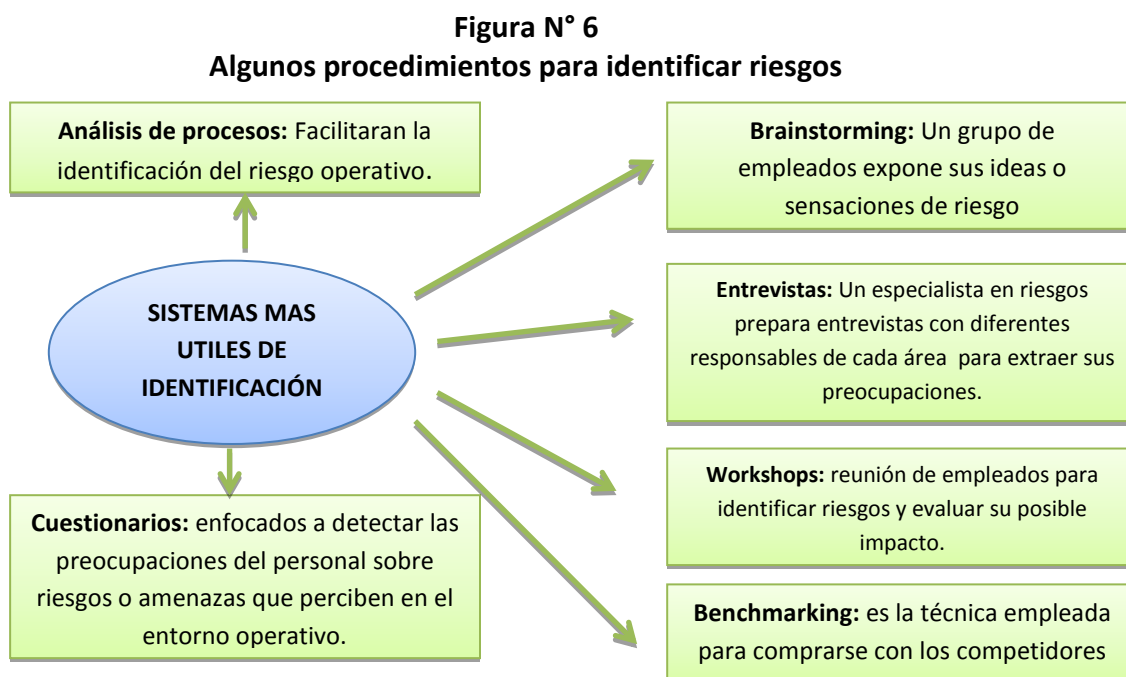 Figura N° 6
Algunos procedimientos para identificar riesgos
Análisis de procesos: Facilitaran la
identificación del riesgo operativo.
SISTEMAS MAS
UTILES DE
IDENTIFICACIÓN
Cuestionarios: enfocados a detectar las
preocupaciones del personal sobre
riesgos o amenazas que perciben en el
entorno operativo.
Brainstorming: Un grupo de
empleados expone sus ideas o
sensaciones de riesgo
Entrevistas: Un especialista en riesgos
prepara entrevistas con diferentes
responsables de cada área para extraer sus
preocupaciones.
Workshops: reunión de empleados para
identificar riesgos y evaluar su posible
impacto.
Benchmarking: es la técnica empleada
para comprarse con los competidores